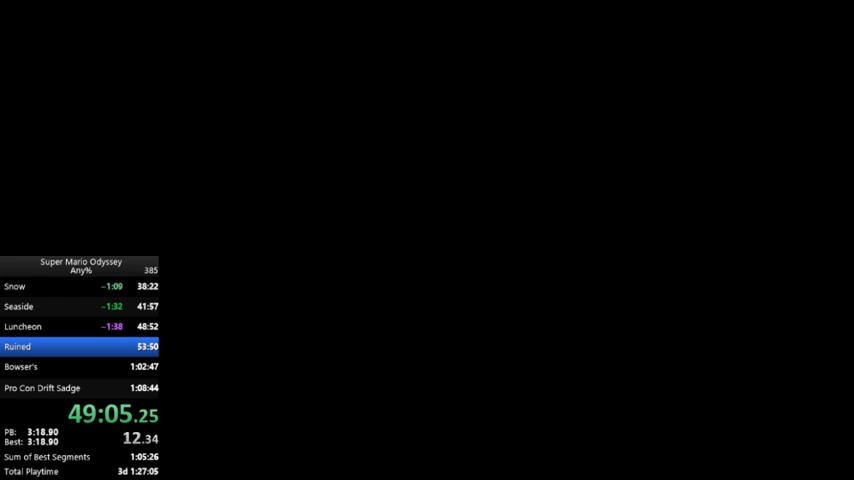 Super Mario Odyssey
Any% 385
Snow −1:09 38:22
Seaside −1:32 41:57
Luncheon −1:38 48:52
Ruined 53:50
Bowser's 1:02:47
Pro Con Drift Sadge 1:08:44
49:05.25
PB: 3:18.90
Best: 3:18.90
12.34
Sum of Best Segments 1:05:26
Total Playtime 3d 1:27:05